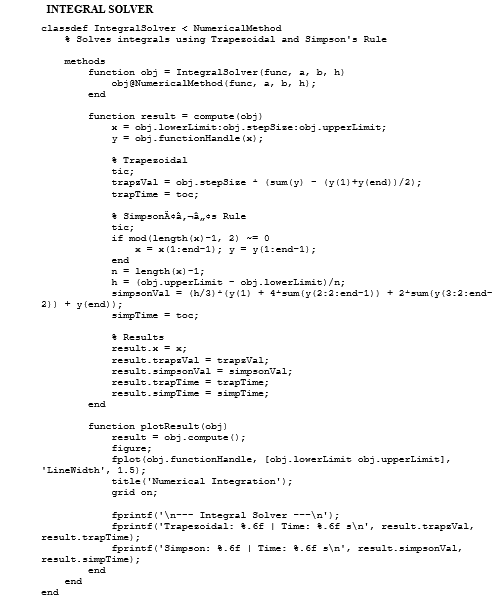 INTEGRAL SOLVER
classdef IntegralSolver < NumericalMethod
% Solves integrals using Trapezoidal and Simpson's Rule
methods
function obj = IntegralSolver(func, a, b, h)
obj@NumericalMethod(func, a, b, h);
end
function result = compute(obj)
x = obj.lowerLimit:obj.stepSize:obj.upperLimit;
y = obj.functionHandle(x);
% Trapezoidal
tic;
trapzVal = obj.stepSize * (sum(y) - (y(1)+y(end))/2);
trapTime = toc;
% SimpsonÃ¢â‚¬â„¢s Rule
tic;
if mod(length(x)-1, 2) ~= 0
x = x(1:end-1); y = y(1:end-1);
end
n = length(x)-1;
h = (obj.upperLimit - obj.lowerLimit)/n;
simpsonVal = (h/3)*(y(1) + 4*sum(y(2:2:end-1)) + 2*sum(y(3:2:end-
2)) + y(end));
simpTime = toc;
% Results
result.x = x;
result.trapzVal = trapzVal;
result.simpsonVal = simpsonVal;
result.trapTime = trapTime;
result.simpTime = simpTime;
end
function plotResult(obj)
result = obj.compute();
figure;
fplot(obj.functionHandle, [obj.lowerLimit obj.upperLimit],
'LineWidth', 1.5);
title('Numerical Integration');
grid on;
fprintf('\n--- Integral Solver ---\n');
fprintf('Trapezoidal: %.6f | Time: %.6f s\n', result.trapzVal,
result.trapTime);
fprintf('Simpson: %.6f | Time: %.6f s\n', result.simpsonVal,
result.simpTime);
end
end
end